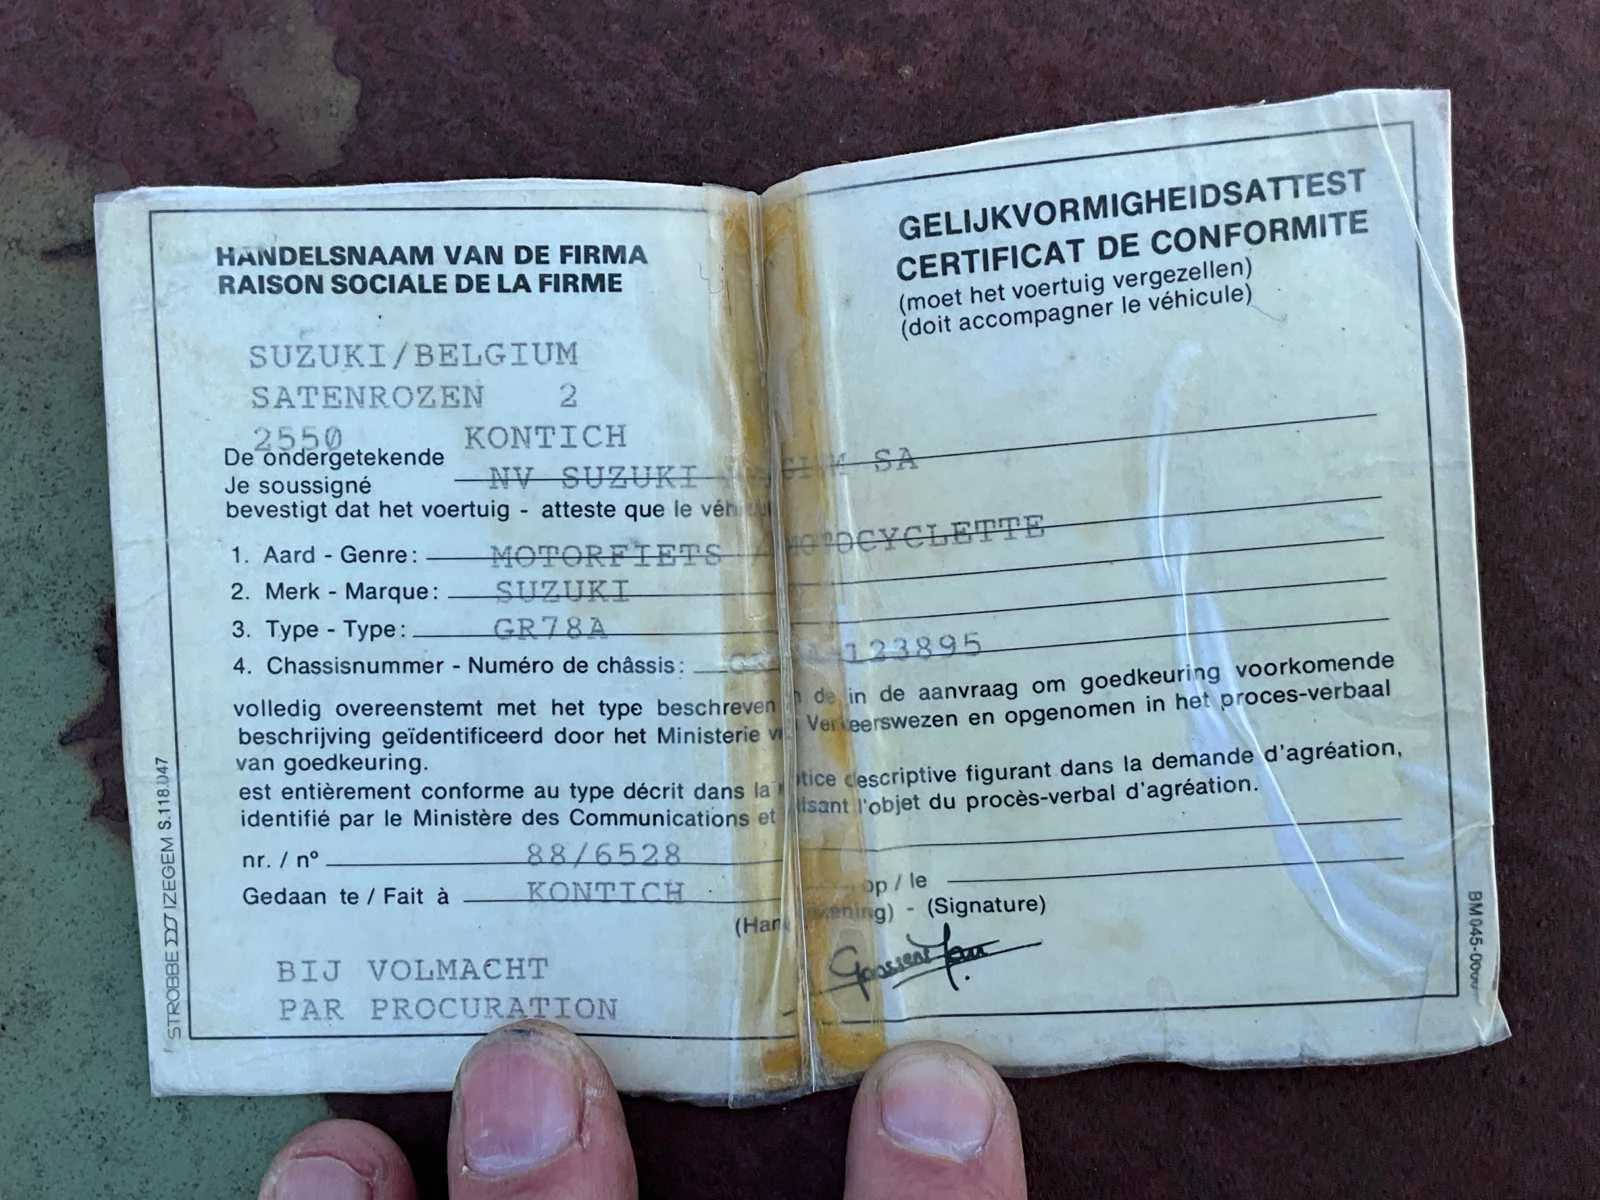 HANDELSNAAM VAN DE FIRMA
RAISON SOCIALE DE LA FIRME
SUZUKI/BELGIUM
SATENROZEN 2
2550 KONTICH
De ondergetekende
Je soussigné
NV SUZUKI SA
bevestigt dat het voertuig - atteste que le
1. Aard - Genre: MOTORFIETS / MOTOCYCLETTE
2. Merk - Marque: SUZUKI
3. Type - Type: GR78A
4. Chassisnummer - Numéro de châssis: 123895
volledig overeenstemt met het type beschreven in de aanvraag om goedkeuring voorkomende
beschrijving geïdentificeerd door het Ministerie Verkeerswezen en opgenomen in het proces-verbaal
van goedkeuring.
est entièrement conforme au type décrit dans la descriptive figurant dans la demande d'agréation,
identifié par le Ministère des Communications et l'objet du procès-verbal d'agréation.
nr. / nº 88/6528
Gedaan te / Fait à KONTICH op / le
- (Signature)
BIJ VOLMACHT
PAR PROCURATION
STROBBE IZEGEM S.118.047
GELIJKVORMIGHEIDSATTEST
CERTIFICAT DE CONFORMITE
(moet het voertuig vergezellen)
(doit accompagner le véhicule)